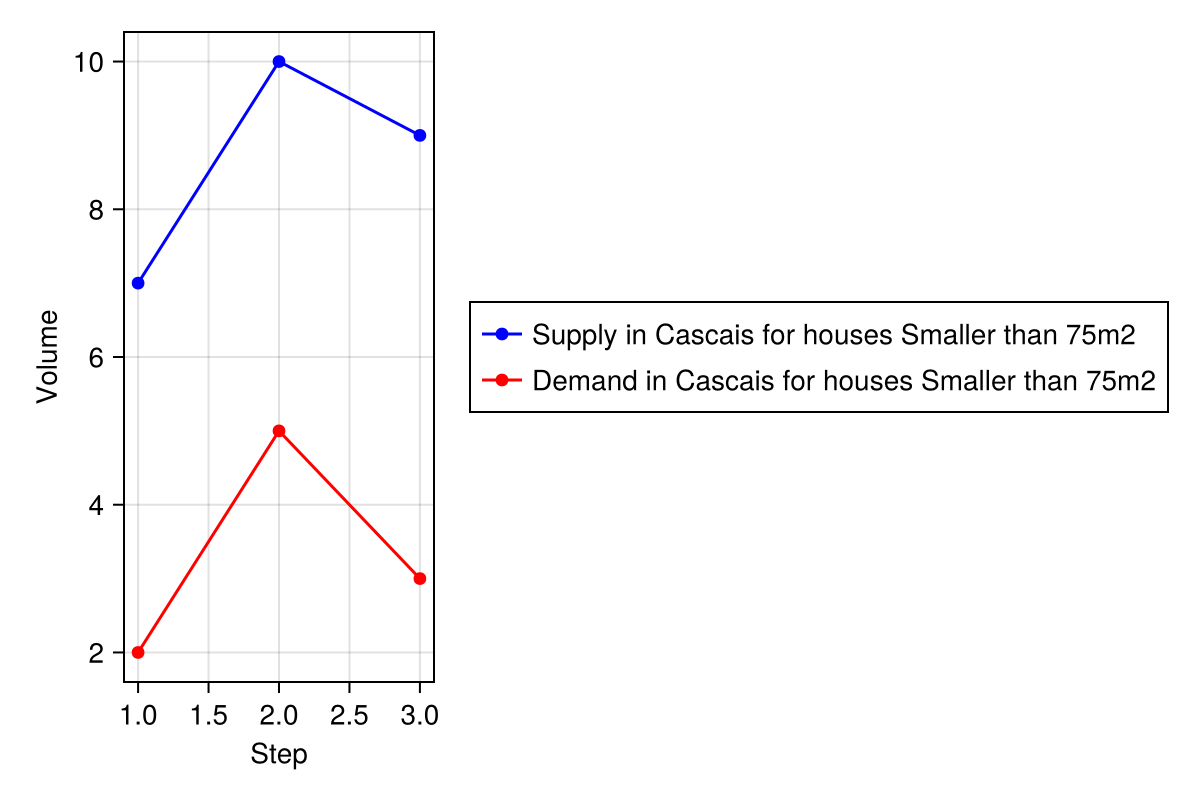 10
8
6
4
2
Volume
1.0 1.5 2.0 2.5 3.0
Step
Supply in Cascais for houses Smaller than 75m2
Demand in Cascais for houses Smaller than 75m2